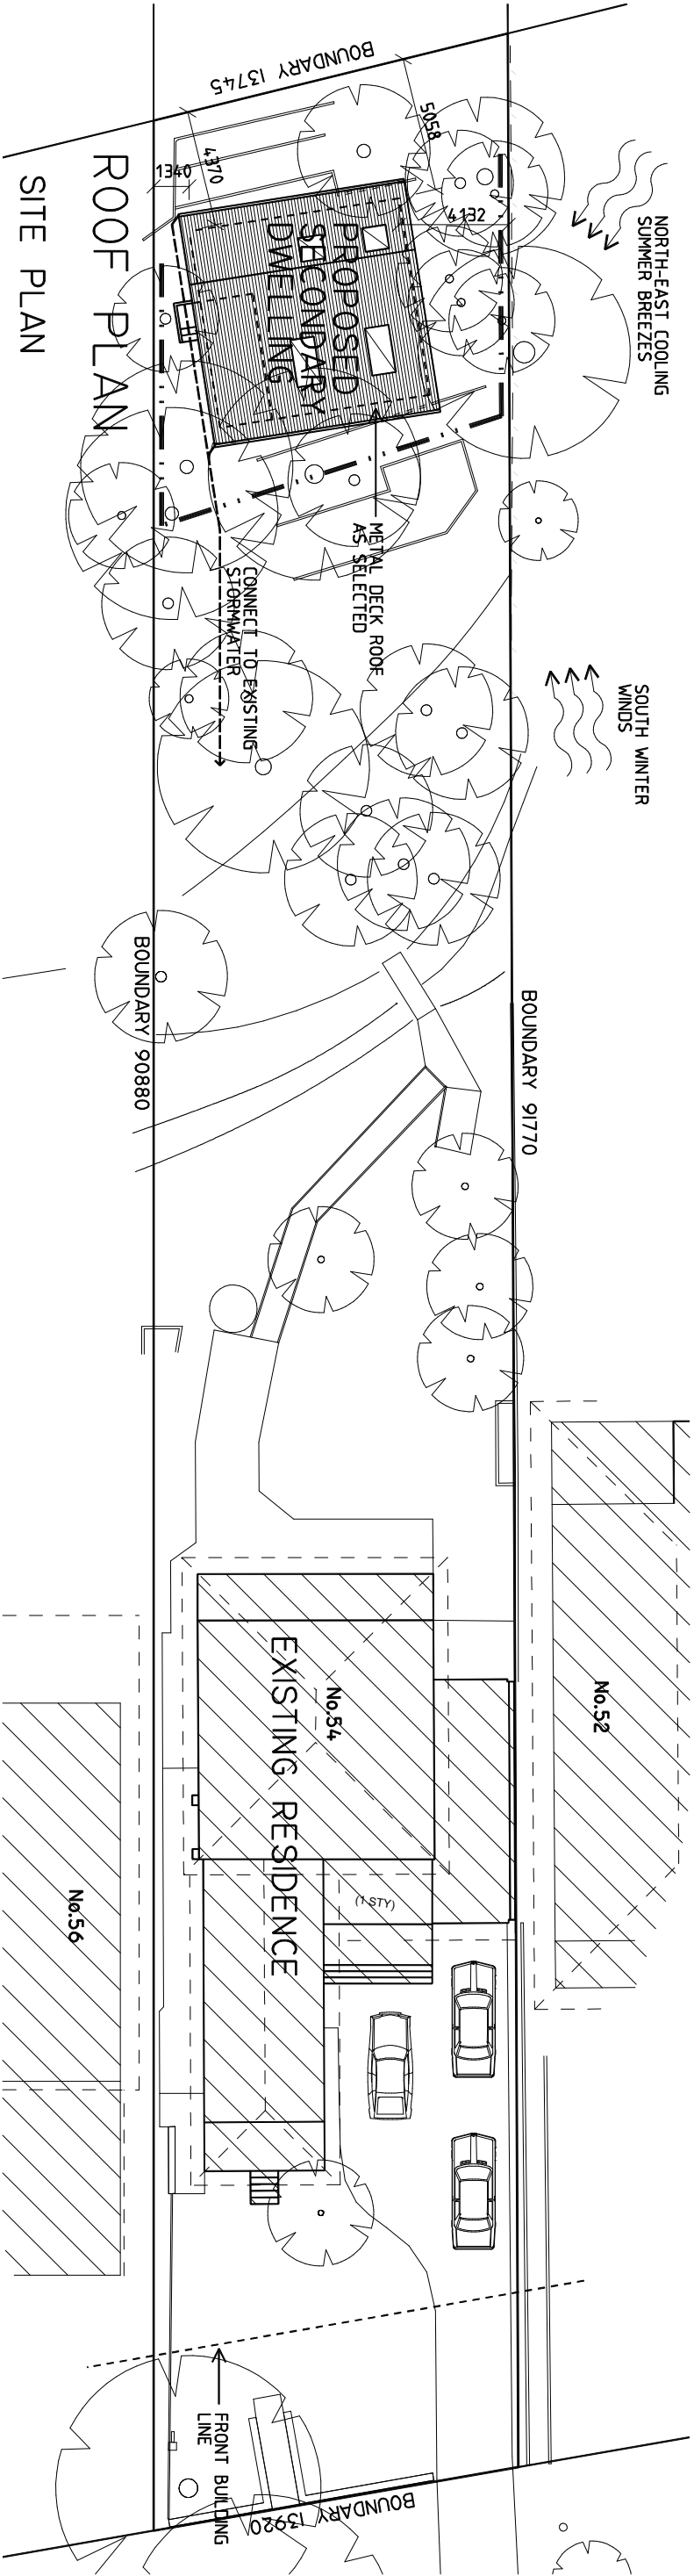 BOUNDARY 13745
5058
4370
1340
4132
NORTH-EAST COOLING
SUMMER BREEZES
PROPOSED
SECONDARY
DWELLING
ROOF PLAN
SITE PLAN
METAL DECK ROOF
AS SELECTED
CONNECT TO EXISTING
STORMWATER
SOUTH WINTER
WINDS
BOUNDARY 90880
BOUNDARY 91770
No.52
No.54
EXISTING RESIDENCE
(1 STY)
No.56
FRONT BUILDING
LINE
BOUNDARY 13920